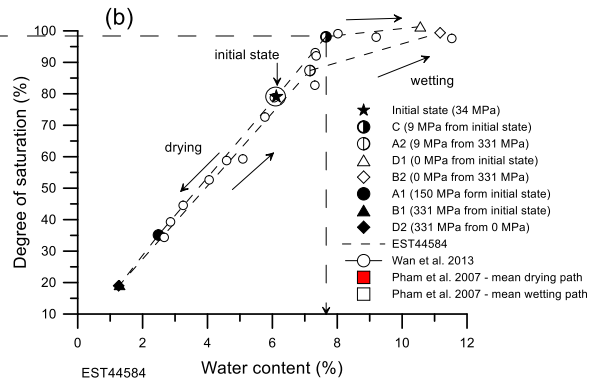 (b)
100
90
80
70
60
50
40
30
20
10
Degree of saturation (%)
initial state
drying
wetting
Initial state (34 MPa)
C (9 MPa from initial state)
A2 (9 MPa from 331 MPa)
D1 (0 MPa from initial state)
B2 (0 MPa from 331 MPa)
A1 (150 MPa form initial state)
B1 (331 MPa from initial state)
D2 (331 MPa from 0 MPa)
EST44584
Wan et al. 2013
Pham et al. 2007 - mean drying path
Pham et al. 2007 - mean wetting path
0 2 4 6 8 10 12
Water content (%)
EST44584